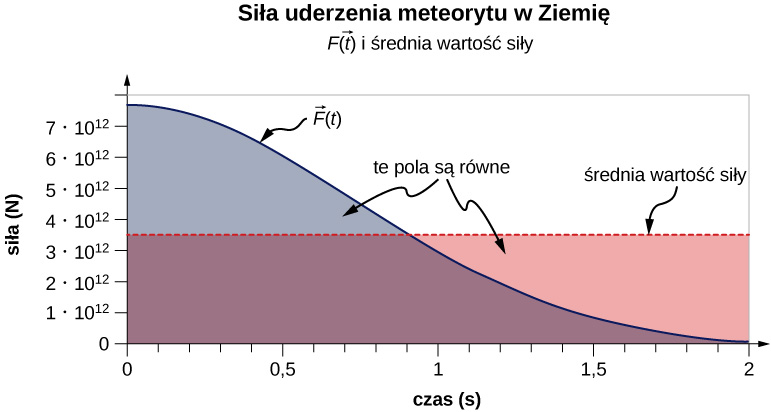 Siła uderzenia meteorytu w Ziemię
F(t⃗) i średnia wartość siły
F⃗(t)
te pola są równe
średnia wartość siły
siła (N)
7 · 10¹²
6 · 10¹²
5 · 10¹²
4 · 10¹²
3 · 10¹²
2 · 10¹²
1 · 10¹²
0
0 0,5 1 1,5 2
czas (s)